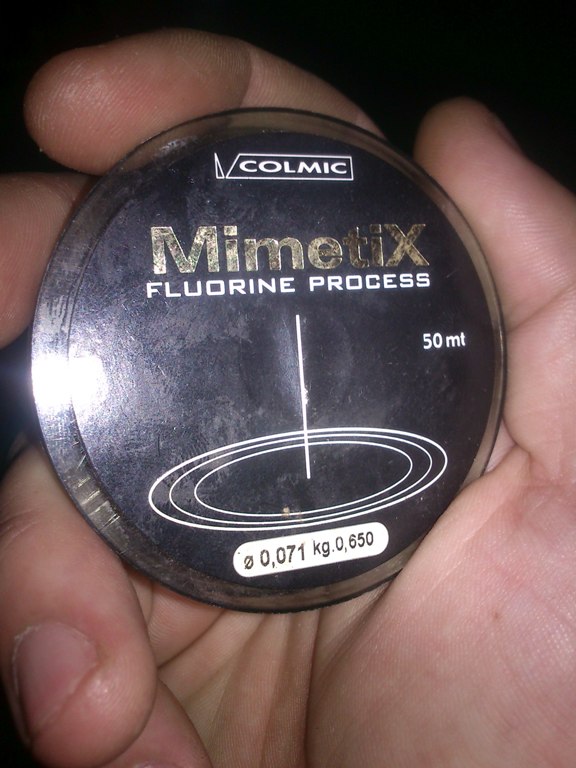 COLMIC
MimetiX
FLUORINE PROCESS
50 mt
ø 0,071 kg.0,650